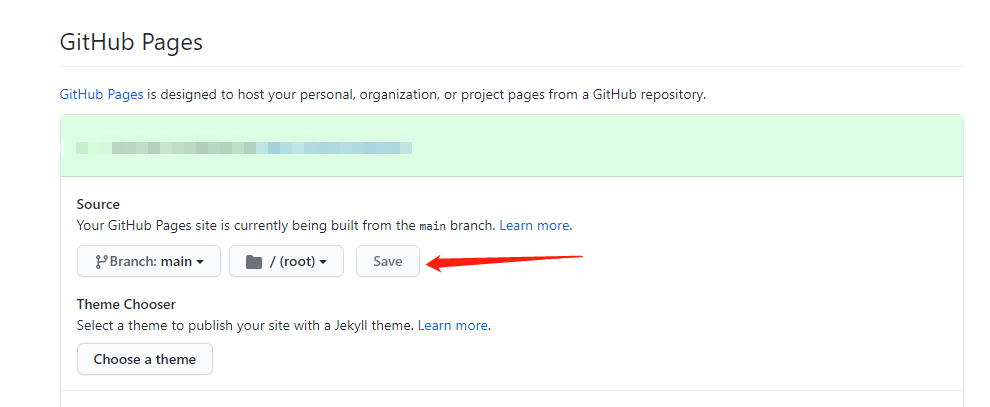 GitHub Pages
GitHub Pages is designed to host your personal, organization, or project pages from a GitHub repository.
Source
Your GitHub Pages site is currently being built from the main branch. Learn more.
Branch: main / (root) Save
Theme Chooser
Select a theme to publish your site with a Jekyll theme. Learn more.
Choose a theme